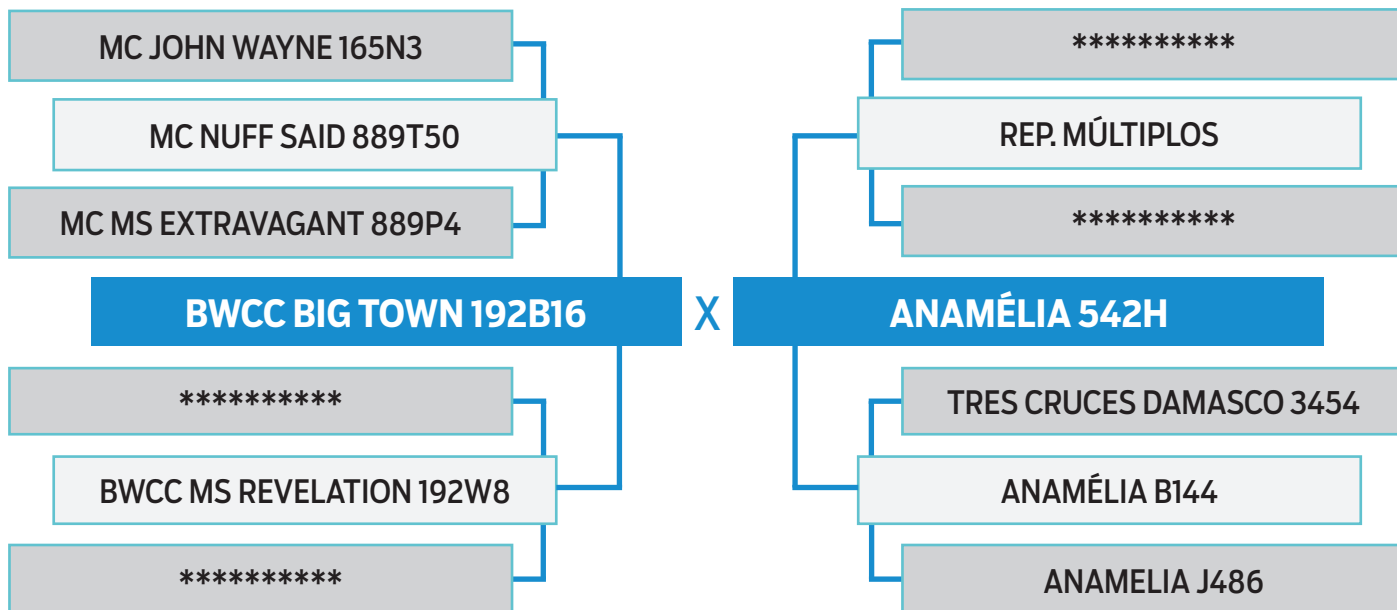 MC JOHN WAYNE 165N3
MC NUFF SAID 889T50
MC MS EXTRAVAGANT 889P4
BWCC BIG TOWN 192B16
**********
BWCC MS REVELATION 192W8
**********
X
**********
REP. MÚLTIPLOS
**********
ANAMÉLIA 542H
TRES CRUCES DAMASCO 3454
ANAMÉLIA B144
ANAMELIA J486